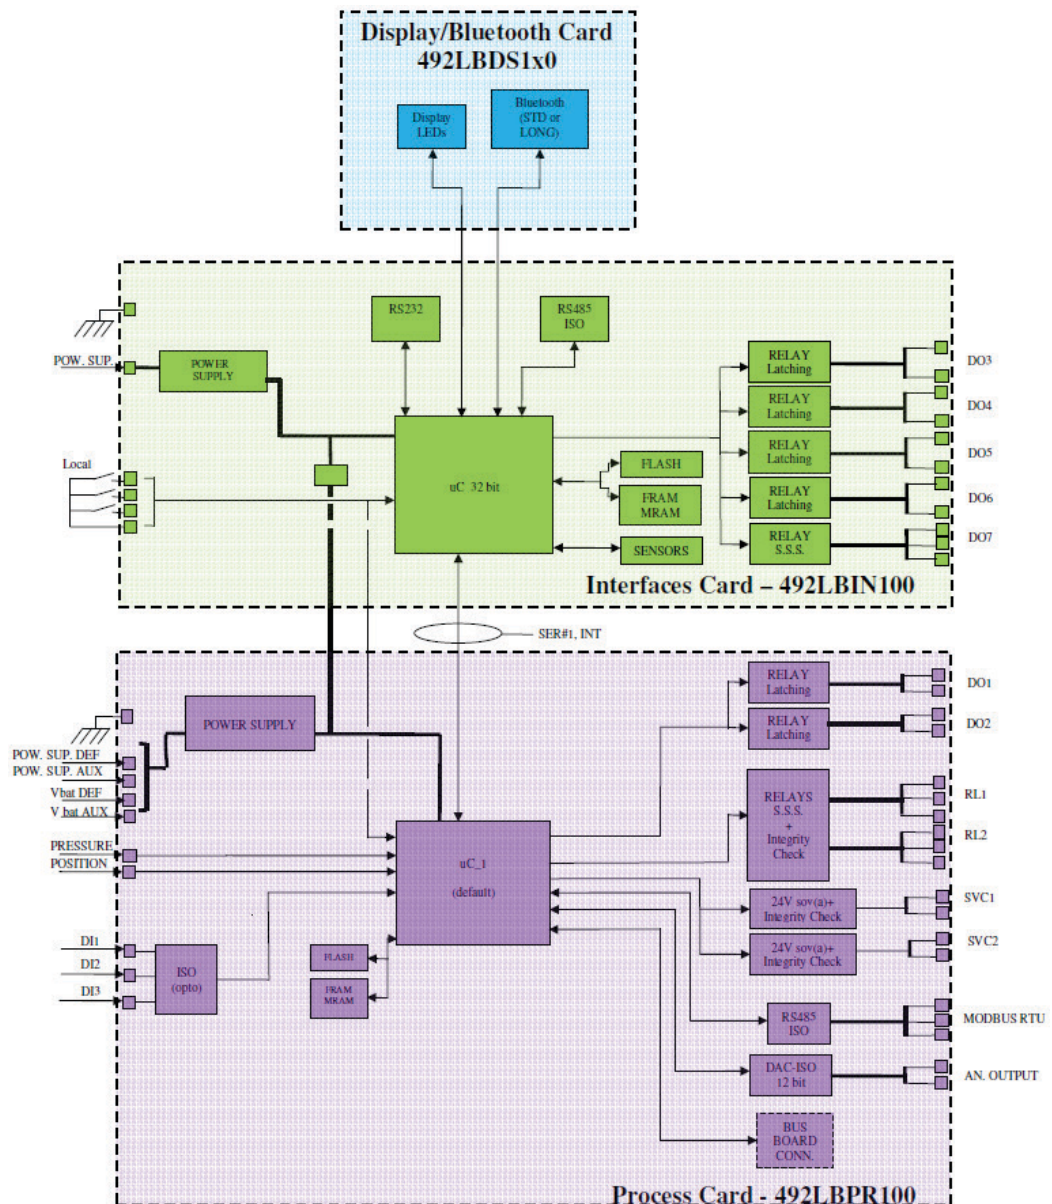 Display/Bluetooth Card
492LBDS1x0
Display
LEDs
Bluetooth
(STD or
LONG)
RS232
RS485
ISO
POW. SUP.
POWER
SUPPLY
RELAY
Latching
DO3
RELAY
Latching
DO4
Local
uC 32 bit
FLASH
RELAY
Latching
DO5
FRAM
MRAM
RELAY
Latching
DO6
SENSORS
RELAY
S.S.S.
DO7
Interfaces Card – 492LBIN100
SER#1, INT
RELAY
Latching
DO1
POWER SUPPLY
RELAY
Latching
DO2
POW. SUP. DEF
POW. SUP. AUX
Vbat DEF
V bat AUX
RELAYS
S.S.S.
+
Integrity
Check
RL1
RL2
PRESSURE
POSITION
uC_1
(default)
24V sov(a)+
Integrity Check
SVC1
24V sov(a)+
Integrity Check
SVC2
DI1
DI2
DI3
ISO
(opto)
FLASH
FRAM
MRAM
RS485
ISO
MODBUS RTU
DAC-ISO
12 bit
AN. OUTPUT
BUS
BOARD
CONN.
Process Card - 492LBPR100